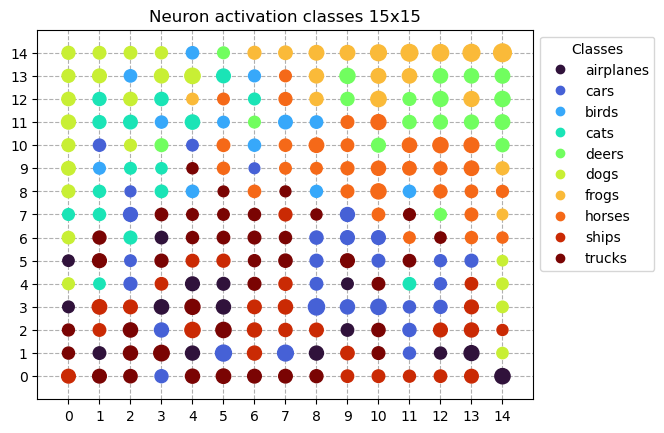 Neuron activation classes 15x15
14
13
12
11
10
9
8
7
6
5
4
3
2
1
0
0 1 2 3 4 5 6 7 8 9 10 11 12 13 14
Classes
airplanes
cars
birds
cats
deers
dogs
frogs
horses
ships
trucks